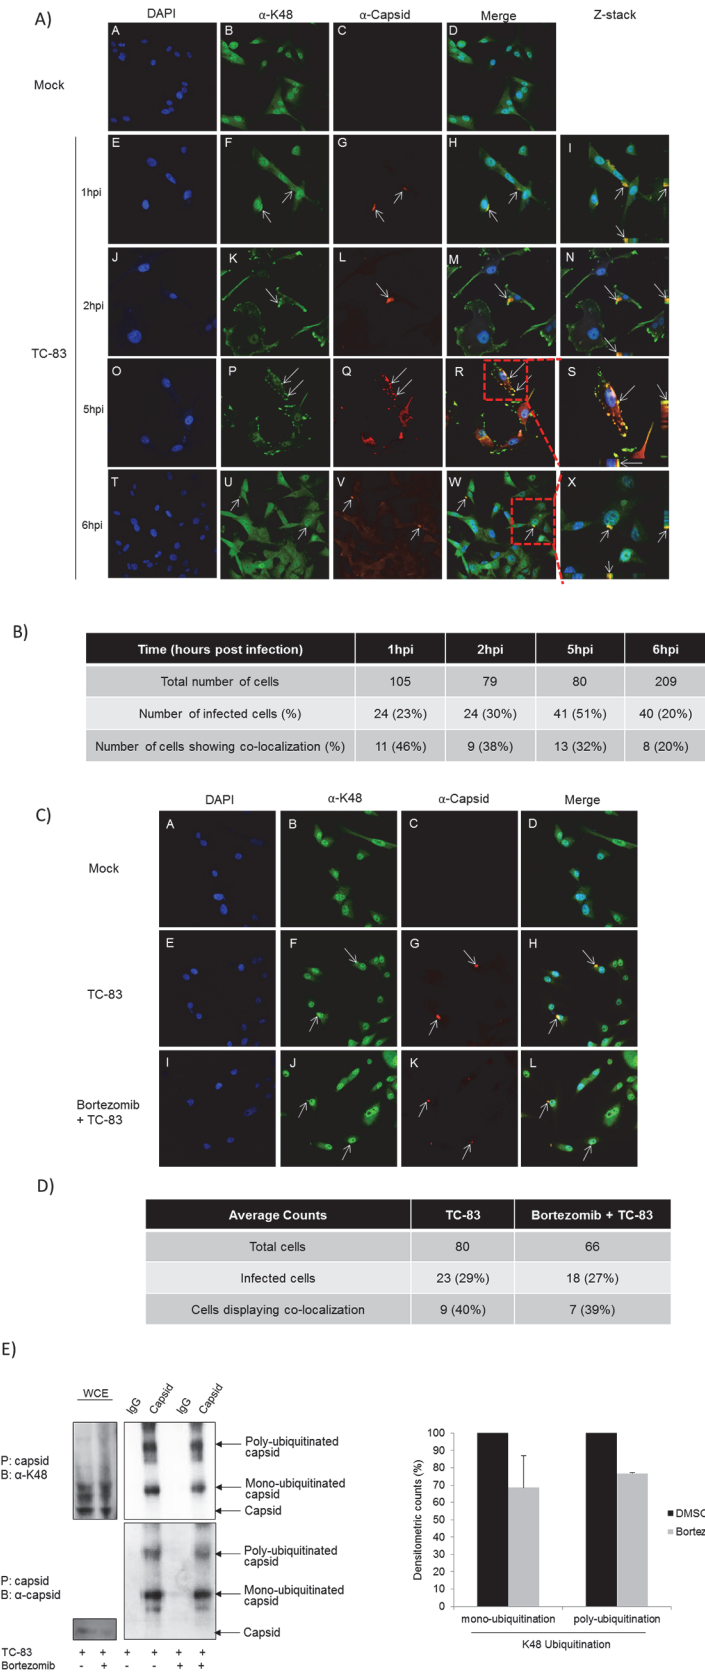 A)
DAPI α-K48 α-Capsid Merge Z-stack
Mock A B C D
1hpi E F G H I
2hpi J K L M N
TC-83
5hpi O P Q R S
6hpi T U V W X
B)
Time (hours post infection) 1hpi 2hpi 5hpi 6hpi
Total number of cells 105 79 80 209
Number of infected cells (%) 24 (23%) 24 (30%) 41 (51%) 40 (20%)
Number of cells showing co-localization (%) 11 (46%) 9 (38%) 13 (32%) 8 (20%)
C)
DAPI α-K48 α-Capsid Merge
Mock A B C D
TC-83 E F G H
Bortezomib
+ TC-83 I J K L
D)
Average Counts TC-83 Bortezomib + TC-83
Total cells 80 66
Infected cells 23 (29%) 18 (27%)
Cells displaying co-localization 9 (40%) 7 (39%)
E)
WCE IgG Capsid IgG Capsid
P: capsid
B: α-K48
Poly-ubiquitinated
capsid
Mono-ubiquitinated
capsid
Capsid
P: capsid
B: α-capsid
Poly-ubiquitinated
capsid
Mono-ubiquitinated
capsid
Capsid
TC-83 + + + + + +
Bortezomib - + - - + +
Densitometric counts (%)
100
90
80
70
60
50
40
30
20
10
0
DMSO
Bortez
mono-ubiquitination poly-ubiquitination
K48 Ubiquitination